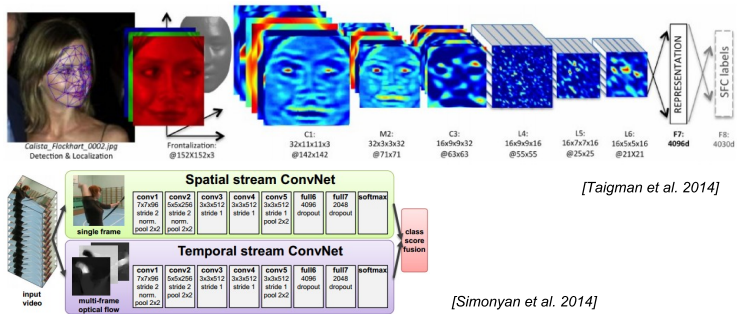 Calista_Flockhart_0002.jpg
Detection & Localization
Frontalization:
@152X152x3
C1:
32x11x11x3
@142x142
M2:
32x3x3x32
@71x71
C3:
16x9x9x32
@63x63
L4:
16x9x9x16
@55x55
L5:
16x7x7x16
@25x25
L6:
16x5x5x16
@21X21
REPRESENTATION
F7:
4096d
SFC labels
F8:
4030d
[Taigman et al. 2014]
input
video
Spatial stream ConvNet
single frame
conv1
7x7x96
stride 2
norm.
pool 2x2
conv2
5x5x256
stride 2
norm.
pool 2x2
conv3
3x3x512
stride 1
conv4
3x3x512
stride 1
conv5
3x3x512
stride 1
pool 2x2
full6
4096
dropout
full7
2048
dropout
softmax
Temporal stream ConvNet
multi-frame
optical flow
conv1
7x7x96
stride 2
norm.
pool 2x2
conv2
5x5x256
stride 2
pool 2x2
conv3
3x3x512
stride 1
conv4
3x3x512
stride 1
conv5
3x3x512
stride 1
pool 2x2
full6
4096
dropout
full7
2048
dropout
softmax
class
score
fusion
[Simonyan et al. 2014]